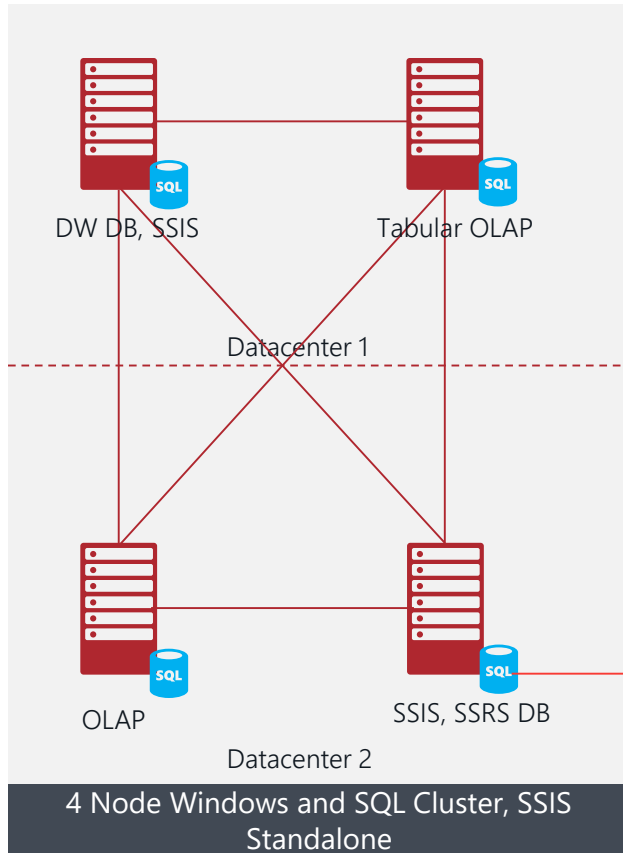 SQL
SQL
DW DB, SSIS
Tabular OLAP
Datacenter 1
SQL
SQL
OLAP
SSIS, SSRS DB
Datacenter 2
4 Node Windows and SQL Cluster, SSIS
Standalone